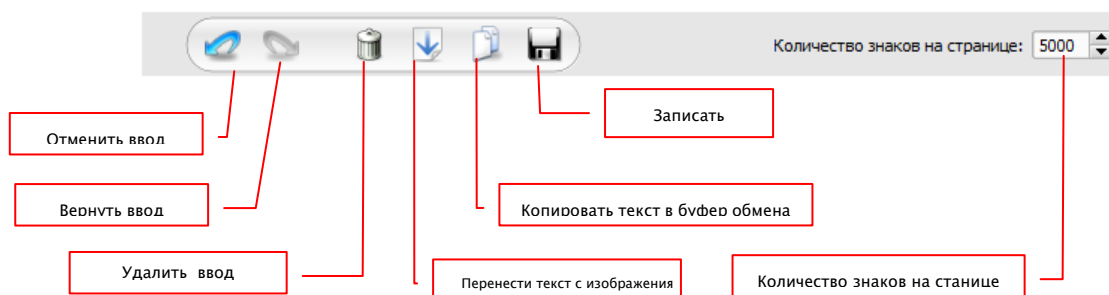 Количество знаков на странице: 5000
Записать
Отменить ввод
Вернуть ввод
Копировать текст в буфер обмена
Удалить ввод
Перенести текст с изображения
Количество знаков на станице